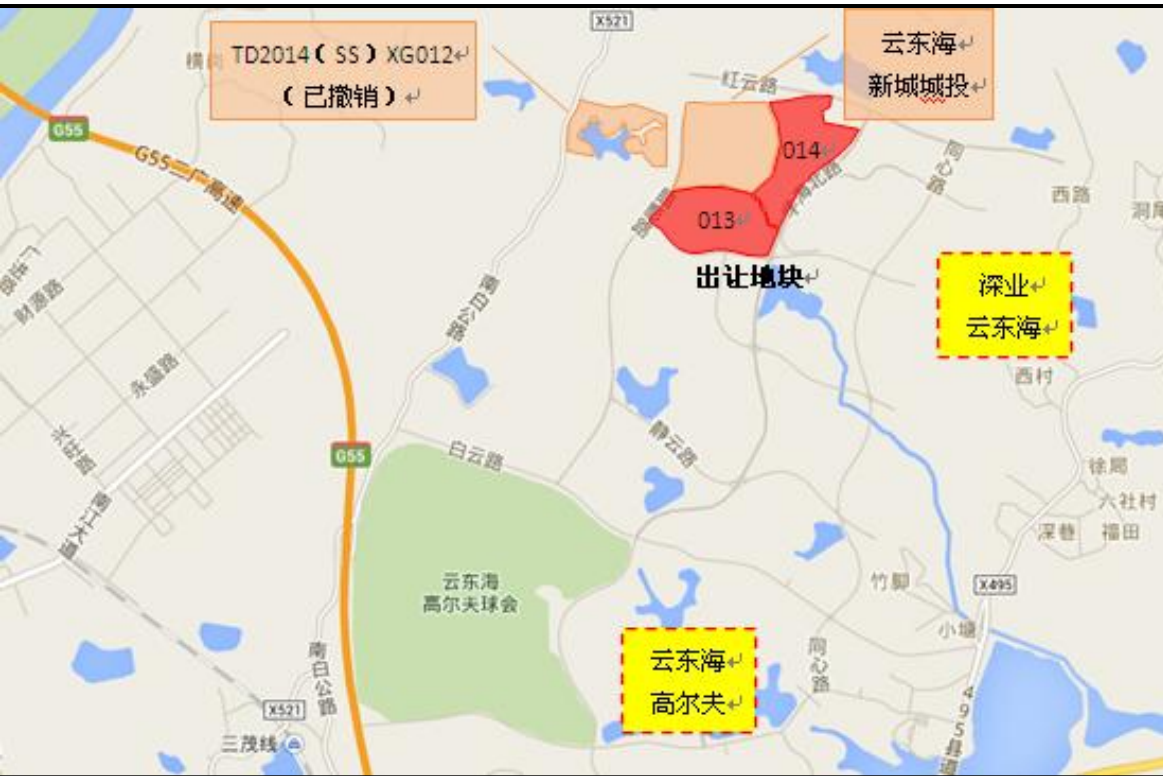 X521
TD2014（SS）XG012
（已撤销）
云东海
新城城投
红云路
G55
G55二广高速
014
同心路
西路
013
出让地块
深业
云东海
广进路
财源路
南白公路
永盛路
西村
静云路
白云路
G55
徐局
六社村
南江大道
深巷
福田
云东海
高尔夫球会
竹脚
X495
小塘
云东海
高尔夫
同心路
南白公路
X521
三茂线
495县道